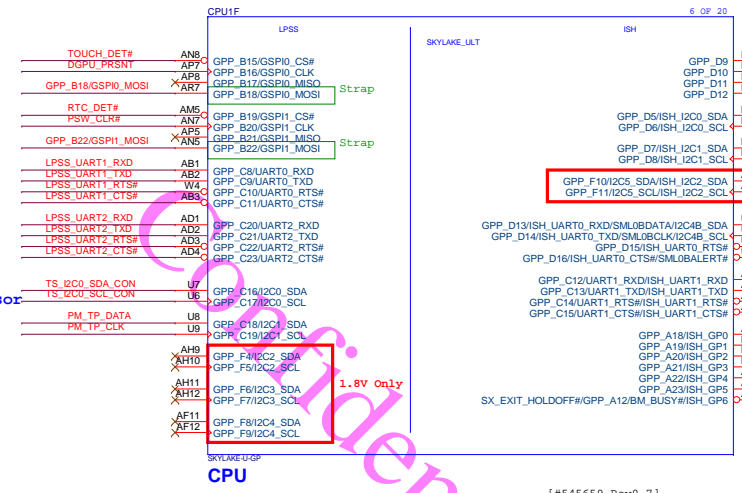 CPU1F
6 OF 20
LPSS
ISH
SKYLAKE_ULT
TOUCH_DET# AN8 GPP_B15/GSPI0_CS#
DGPU_PRSNT AP7 GPP_B16/GSPI0_CLK
AP8 GPP_B17/GSPI0_MISO
GPP_B18/GSPI0_MOSI AR7 GPP_B18/GSPI0_MOSI Strap
RTC_DET# AM5 GPP_B19/GSPI1_CS#
PSW_CLR# AN7 GPP_B20/GSPI1_CLK
AP5 GPP_B21/GSPI1_MISO
GPP_B22/GSPI1_MOSI AN5 GPP_B22/GSPI1_MOSI Strap
LPSS_UART1_RXD AB1 GPP_C8/UART0_RXD
LPSS_UART1_TXD AB2 GPP_C9/UART0_TXD
LPSS_UART1_RTS# W4 GPP_C10/UART0_RTS#
LPSS_UART1_CTS# AB3 GPP_C11/UART0_CTS#
LPSS_UART2_RXD AD1 GPP_C20/UART2_RXD
LPSS_UART2_TXD AD2 GPP_C21/UART2_TXD
LPSS_UART2_RTS# AD3 GPP_C22/UART2_RTS#
LPSS_UART2_CTS# AD4 GPP_C23/UART2_CTS#
TS_I2C0_SDA_CON U7 GPP_C16/I2C0_SDA
sor TS_I2C0_SCL_CON U6 GPP_C17/I2C0_SCL
PM_TP_DATA U8 GPP_C18/I2C1_SDA
PM_TP_CLK U9 GPP_C19/I2C1_SCL
AH9 GPP_F4/I2C2_SDA
AH10 GPP_F5/I2C2_SCL
AH11 GPP_F6/I2C3_SDA
AH12 GPP_F7/I2C3_SCL
1.8V Only
AF11 GPP_F8/I2C4_SDA
AF12 GPP_F9/I2C4_SCL
GPP_D9
GPP_D10
GPP_D11
GPP_D12
GPP_D5/ISH_I2C0_SDA
GPP_D6/ISH_I2C0_SCL
GPP_D7/ISH_I2C1_SDA
GPP_D8/ISH_I2C1_SCL
GPP_F10/I2C5_SDA/ISH_I2C2_SDA
GPP_F11/I2C5_SCL/ISH_I2C2_SCL
GPP_D13/ISH_UART0_RXD/SML0BDATA/I2C4B_SDA
GPP_D14/ISH_UART0_TXD/SML0BCLK/I2C4B_SCL
GPP_D15/ISH_UART0_RTS#
GPP_D16/ISH_UART0_CTS#/SML0BALERT#
GPP_C12/UART1_RXD/ISH_UART1_RXD
GPP_C13/UART1_TXD/ISH_UART1_TXD
GPP_C14/UART1_RTS#/ISH_UART1_RTS#
GPP_C15/UART1_CTS#/ISH_UART1_CTS#
GPP_A18/ISH_GP0
GPP_A19/ISH_GP1
GPP_A20/ISH_GP2
GPP_A21/ISH_GP3
GPP_A22/ISH_GP4
GPP_A23/ISH_GP5
SX_EXIT_HOLDOFF#/GPP_A12/BM_BUSY#/ISH_GP6
SKYLAKE-U-GP
CPU
Confiden